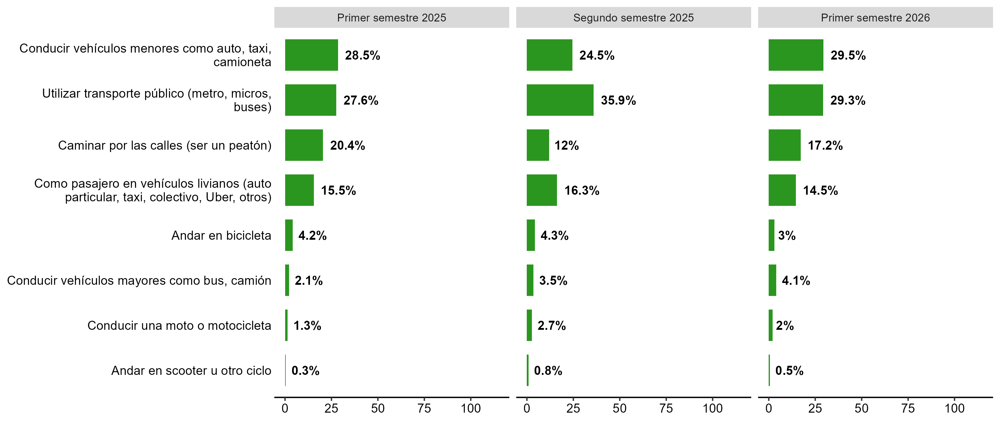 Primer semestre 2025
Segundo semestre 2025
Primer semestre 2026
Conducir vehículos menores como auto, taxi,
camioneta
28.5%
24.5%
29.5%
Utilizar transporte público (metro, micros,
buses)
27.6%
35.9%
29.3%
Caminar por las calles (ser un peatón)
20.4%
12%
17.2%
Como pasajero en vehículos livianos (auto
particular, taxi, colectivo, Uber, otros)
15.5%
16.3%
14.5%
Andar en bicicleta
4.2%
4.3%
3%
Conducir vehículos mayores como bus, camión
2.1%
3.5%
4.1%
Conducir una moto o motocicleta
1.3%
2.7%
2%
Andar en scooter u otro ciclo
0.3%
0.8%
0.5%
0 25 50 75 100
0 25 50 75 100
0 25 50 75 100